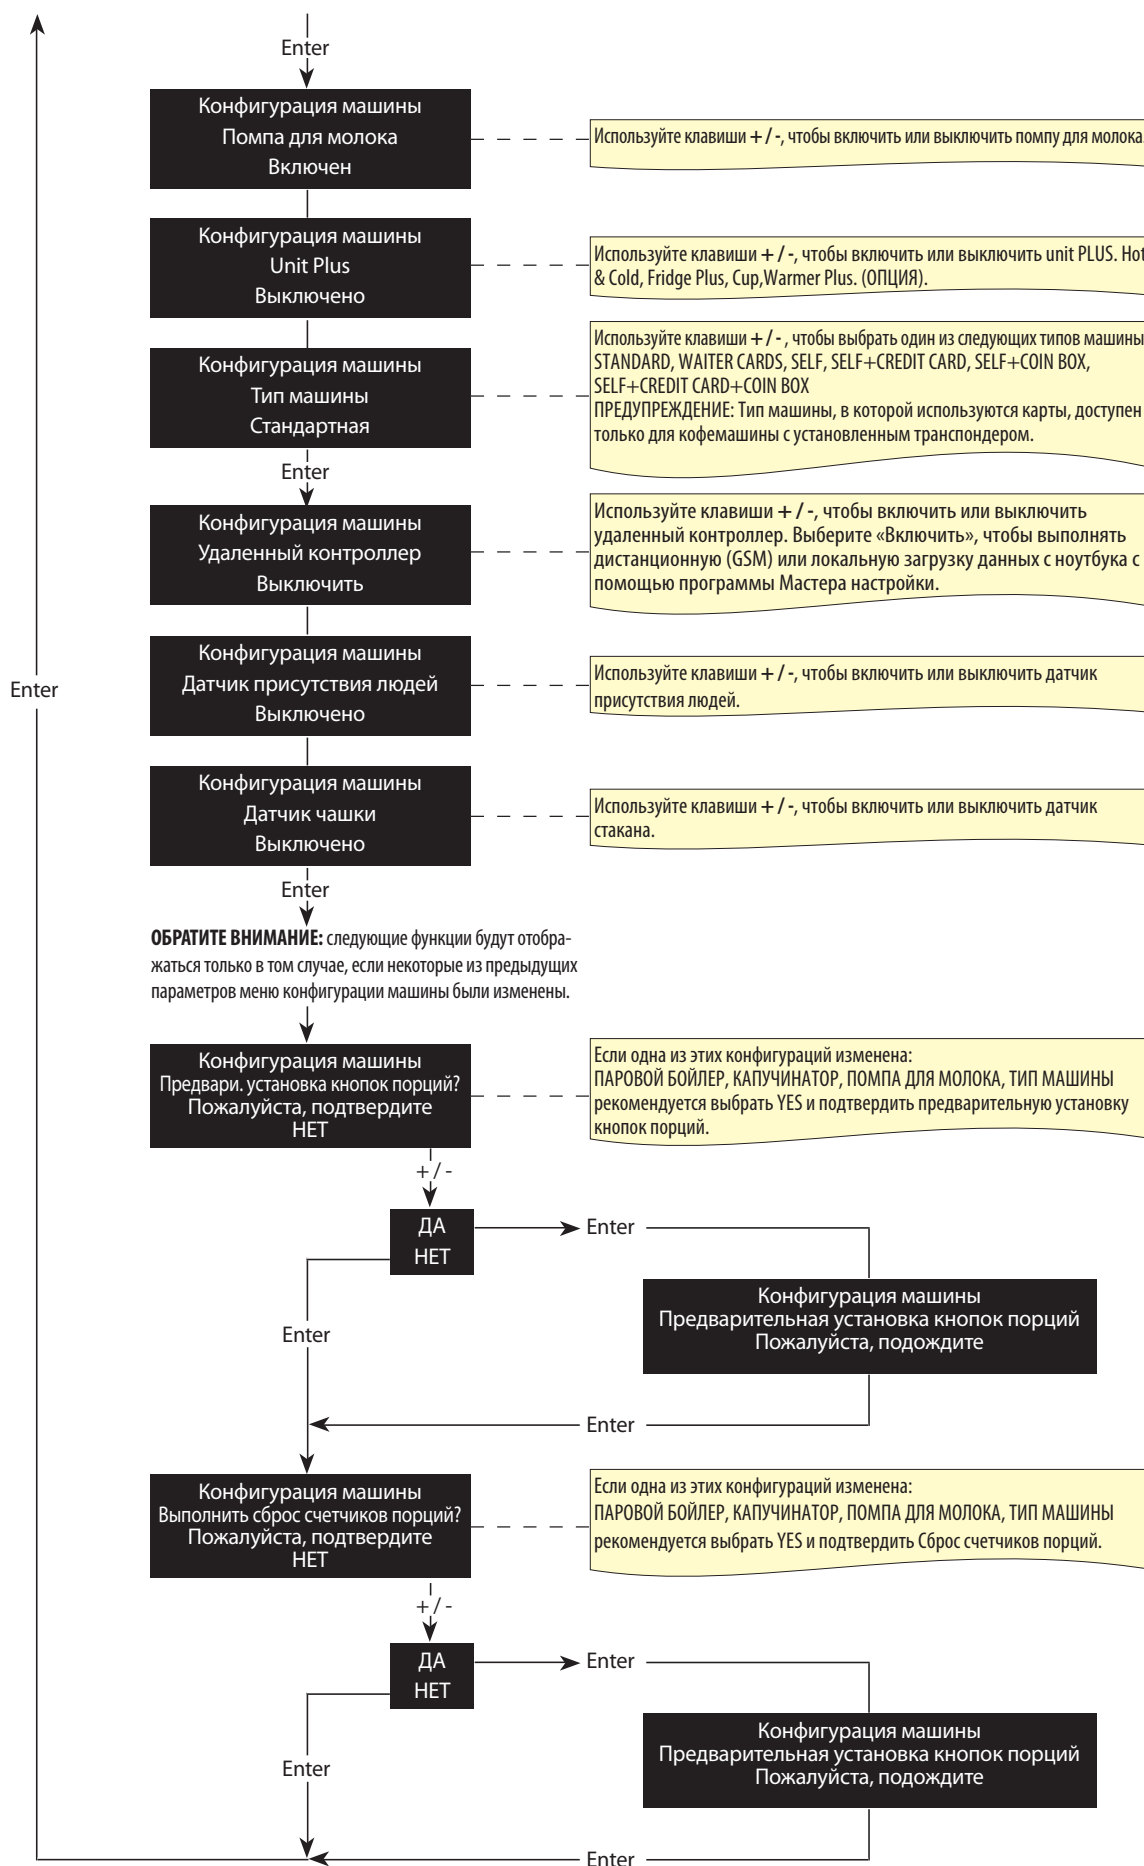 Enter
Конфигурация машины
Помпа для молока
Включен
Используйте клавиши + / -, чтобы включить или выключить помпу для молока.
Конфигурация машины
Unit Plus
Выключено
Используйте клавиши + / -, чтобы включить или выключить unit PLUS. Hot
& Cold, Fridge Plus, Cup,Warmer Plus. (ОПЦИЯ).
Конфигурация машины
Тип машины
Стандартная
Используйте клавиши + / - , чтобы выбрать один из следующих типов машины
STANDARD, WAITER CARDS, SELF, SELF+CREDIT CARD, SELF+COIN BOX,
SELF+CREDIT CARD+COIN BOX
ПРЕДУПРЕЖДЕНИЕ: Тип машины, в которой используются карты, доступен
только для кофемашины с установленным транспондером.
Enter
Конфигурация машины
Удаленный контроллер
Выключить
Используйте клавиши + / -, чтобы включить или выключить
удаленный контроллер. Выберите «Включить», чтобы выполнять
дистанционную (GSM) или локальную загрузку данных с ноутбука с
помощью программы Мастера настройки.
Конфигурация машины
Датчик присутствия людей
Выключено
Используйте клавиши + / -, чтобы включить или выключить датчик
присутствия людей.
Enter
Конфигурация машины
Датчик чашки
Выключено
Используйте клавиши + / -, чтобы включить или выключить датчик
стакана.
Enter
ОБРАТИТЕ ВНИМАНИЕ: следующие функции будут отобра-
жаться только в том случае, если некоторые из предыдущих
параметров меню конфигурации машины были изменены.
Конфигурация машины
Предвари. установка кнопок порций?
Пожалуйста, подтвердите
НЕТ
Если одна из этих конфигураций изменена:
ПАРОВОЙ БОЙЛЕР, КАПУЧИНАТОР, ПОМПА ДЛЯ МОЛОКА, ТИП МАШИНЫ
рекомендуется выбрать YES и подтвердить предварительную установку
кнопок порций.
+ / -
ДА
НЕТ
Enter
Конфигурация машины
Предварительная установка кнопок порций
Пожалуйста, подождите
Enter
Enter
Конфигурация машины
Выполнить сброс счетчиков порций?
Пожалуйста, подтвердите
НЕТ
Если одна из этих конфигураций изменена:
ПАРОВОЙ БОЙЛЕР, КАПУЧИНАТОР, ПОМПА ДЛЯ МОЛОКА, ТИП МАШИНЫ
рекомендуется выбрать YES и подтвердить Сброс счетчиков порций.
+ / -
ДА
НЕТ
Enter
Конфигурация машины
Предварительная установка кнопок порций
Пожалуйста, подождите
Enter
Enter